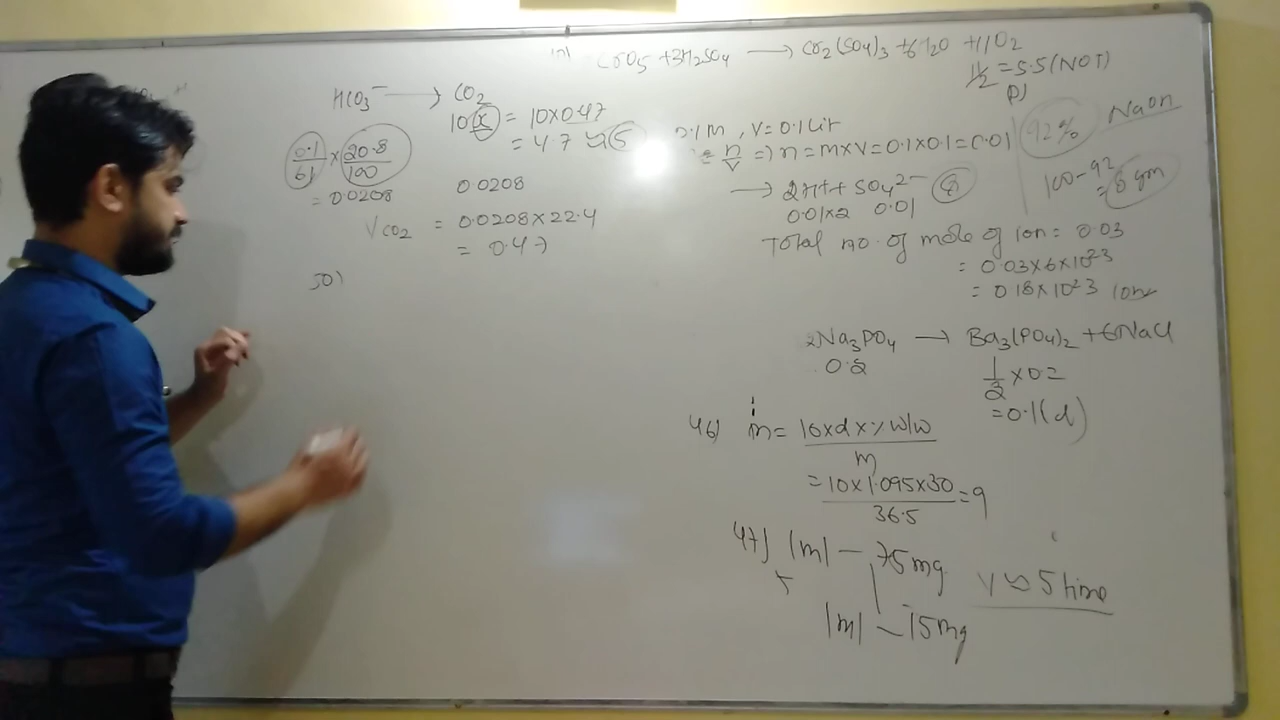 HCO3⁻ → CO2
10(x) = 10×0.47
= 4.7 ≈ 5
0.1/61 × 20.8/100
= 0.0208
0.0208
VCO2 = 0.0208×22.4
= 0.47
50)
CrO5 + 3H2SO4 → Cr2(SO4)3 + 6H2O + 11O2
11/2 = 5.5 (NOT)
0.1m, V = 0.1 Lit
= n/V ⇒ n = m×V = 0.1×0.1 = 0.01
→ 2H+ + SO4²⁻
0.01×2 0.01
Total no. of mole of ion = 0.03
= 0.03×6×10²³
= 0.18×10²³ ions
92% NaOH
100-92
= 8 gm
2Na3PO4 → Ba3(PO4)2 + 6NaCl
0.2
1/2 × 0.2
= 0.1 (d)
46) m = 10×d×% w/w / m
= 10×1.095×30 / 36.5 = 9
47) 1ml – 75mg
1ml – 15mg
V ≈ 5 time